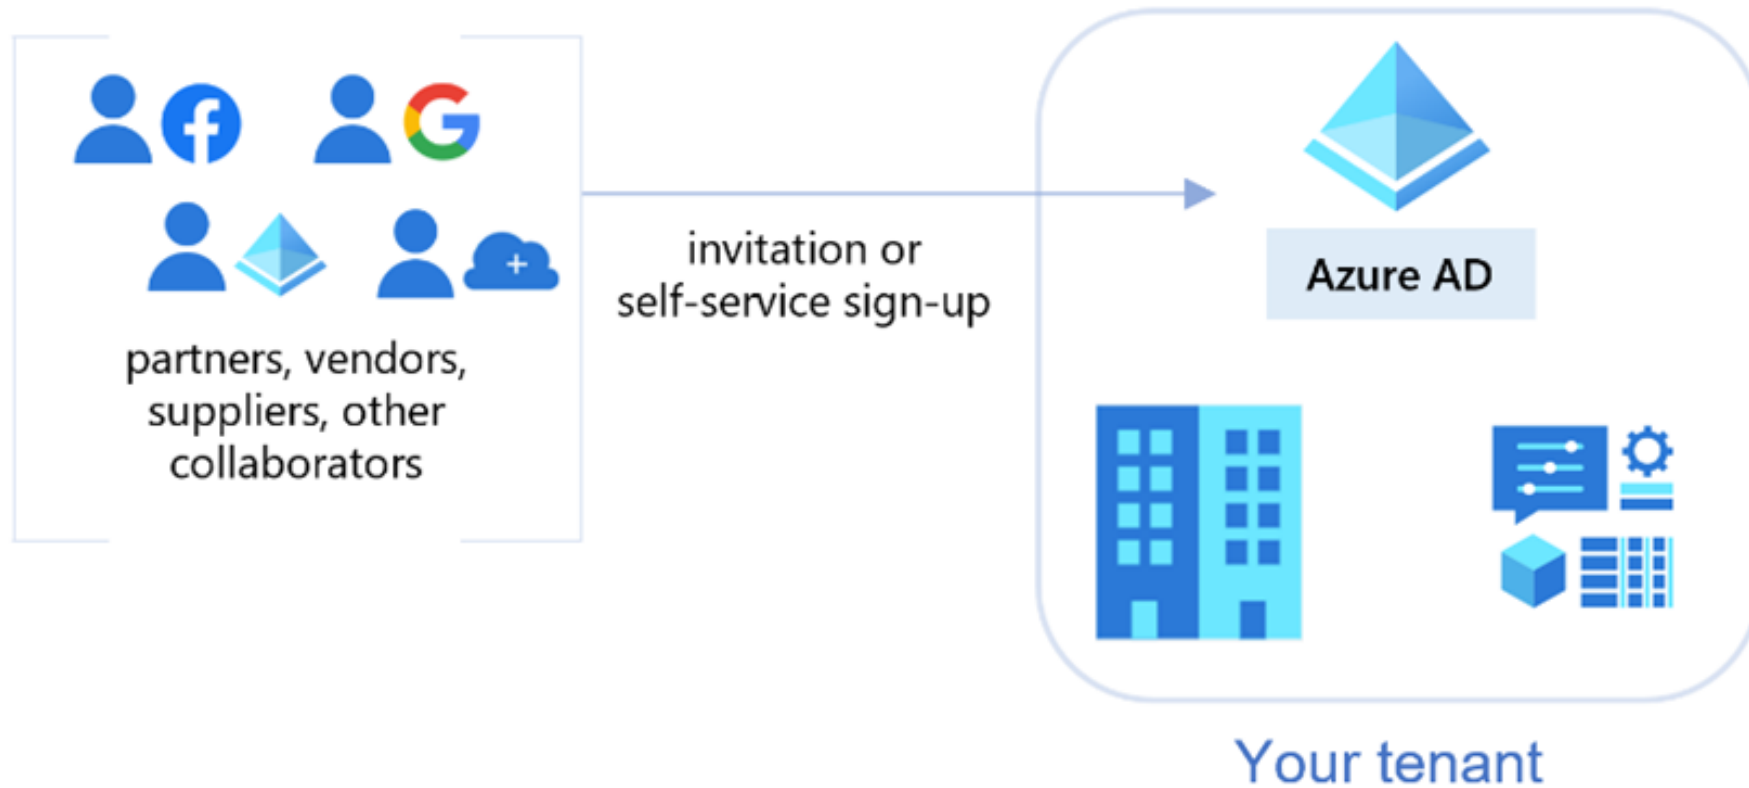 invitation or
self-service sign-up
partners, vendors,
suppliers, other
collaborators
Azure AD
Your tenant